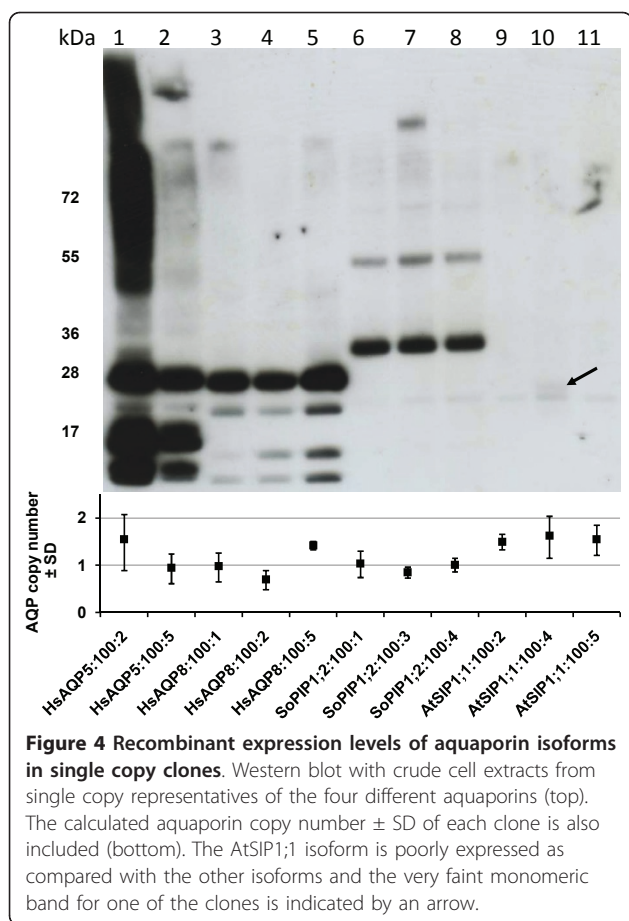 kDa 1 2 3 4 5 6 7 8 9 10 11
72
55
36
28
17
AQP copy number
± SD
2
1
0
HsAQP5:100:2
HsAQP5:100:5
HsAQP8:100:1
HsAQP8:100:2
HsAQP8:100:5
SoPIP1;2:100:1
SoPIP1;2:100:3
SoPIP1;2:100:4
AtSIP1;1:100:2
AtSIP1;1:100:4
AtSIP1;1:100:5
Figure 4 Recombinant expression levels of aquaporin isoforms
in single copy clones. Western blot with crude cell extracts from
single copy representatives of the four different aquaporins (top).
The calculated aquaporin copy number ± SD of each clone is also
included (bottom). The AtSIP1;1 isoform is poorly expressed as
compared with the other isoforms and the very faint monomeric
band for one of the clones is indicated by an arrow.